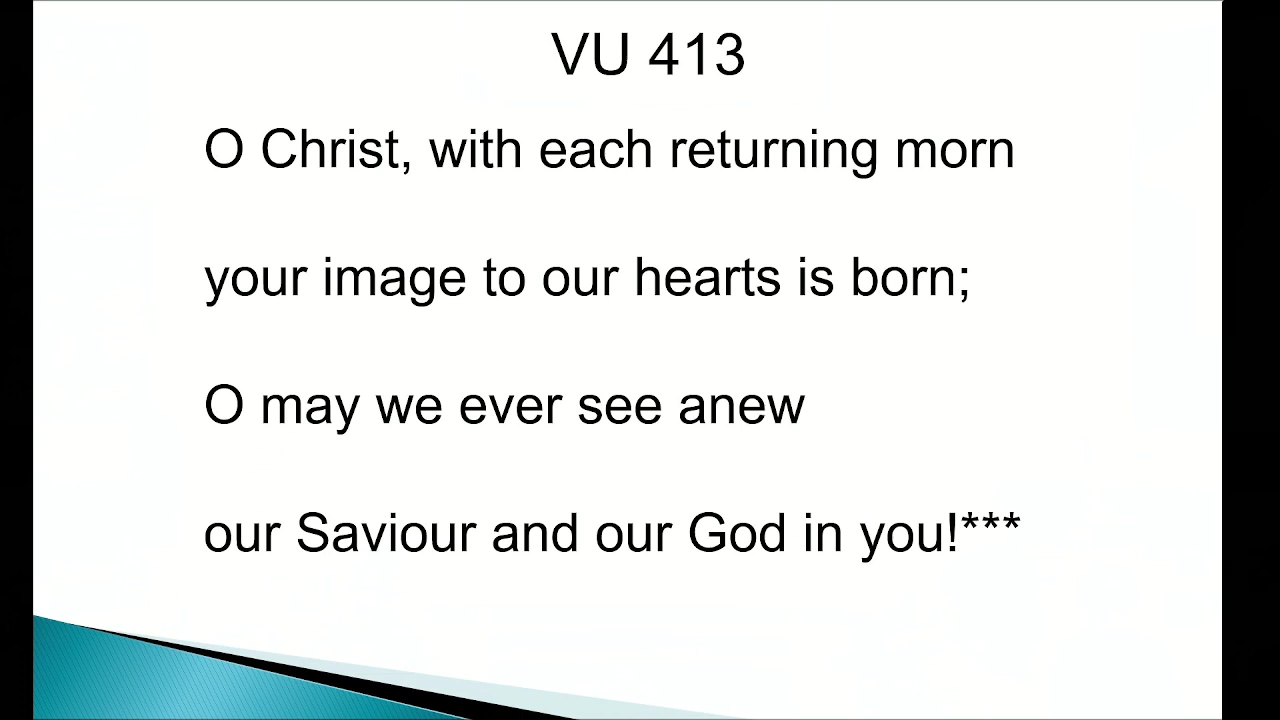 VU 413
O Christ, with each returning morn
your image to our hearts is born;
O may we ever see anew
our Saviour and our God in you!***